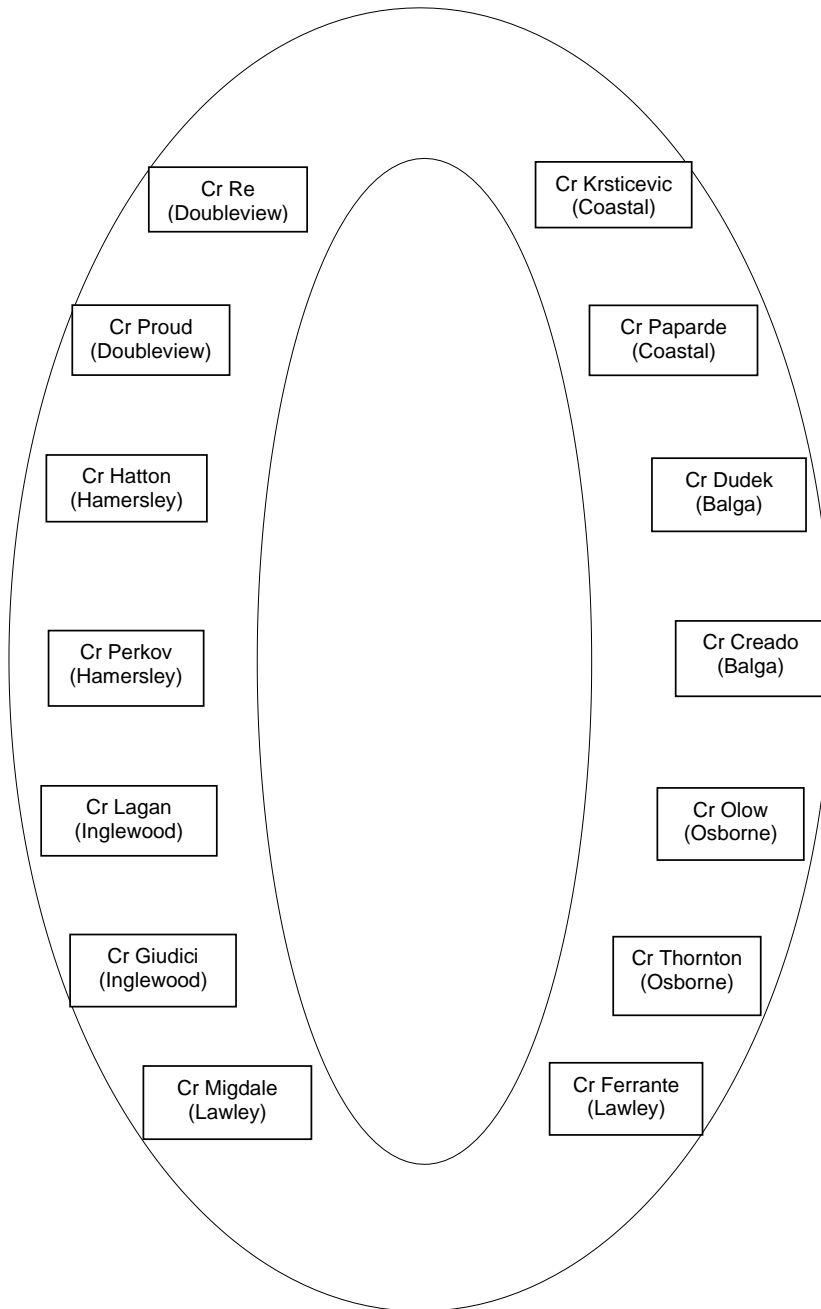 Cr Re
(Doubleview)
Cr Krsticevic
(Coastal)
Cr Proud
(Doubleview)
Cr Paparde
(Coastal)
Cr Hatton
(Hamersley)
Cr Dudek
(Balga)
Cr Perkov
(Hamersley)
Cr Creado
(Balga)
Cr Lagan
(Inglewood)
Cr Olow
(Osborne)
Cr Giudici
(Inglewood)
Cr Thornton
(Osborne)
Cr Migdale
(Lawley)
Cr Ferrante
(Lawley)